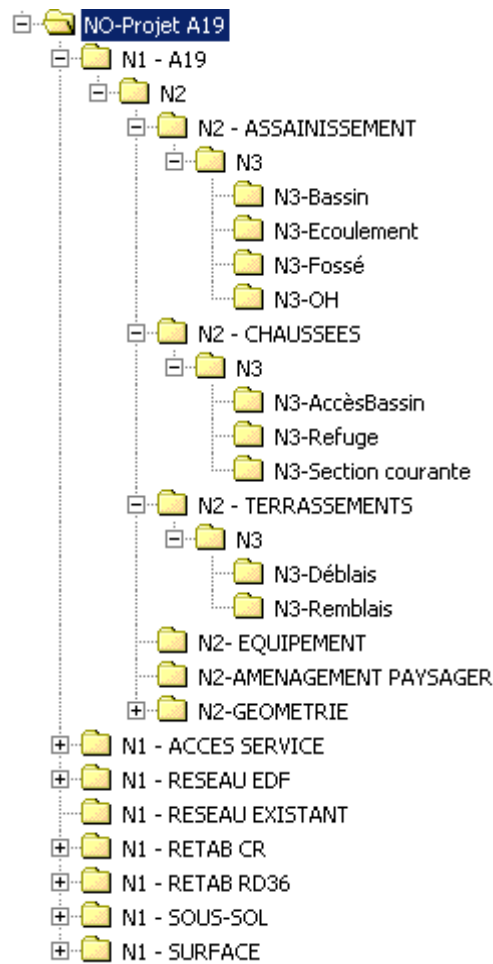 NO-Projet A19
N1 - A19
N2
N2 - ASSAINISSEMENT
N3
N3-Bassin
N3-Ecoulement
N3-Fossé
N3-OH
N2 - CHAUSSEES
N3
N3-AccèsBassin
N3-Refuge
N3-Section courante
N2 - TERRASSEMENTS
N3
N3-Déblais
N3-Remblais
N2- EQUIPEMENT
N2-AMENAGEMENT PAYSAGER
N2-GEOMETRIE
N1 - ACCES SERVICE
N1 - RESEAU EDF
N1 - RESEAU EXISTANT
N1 - RETAB CR
N1 - RETAB RD36
N1 - SOUS-SOL
N1 - SURFACE